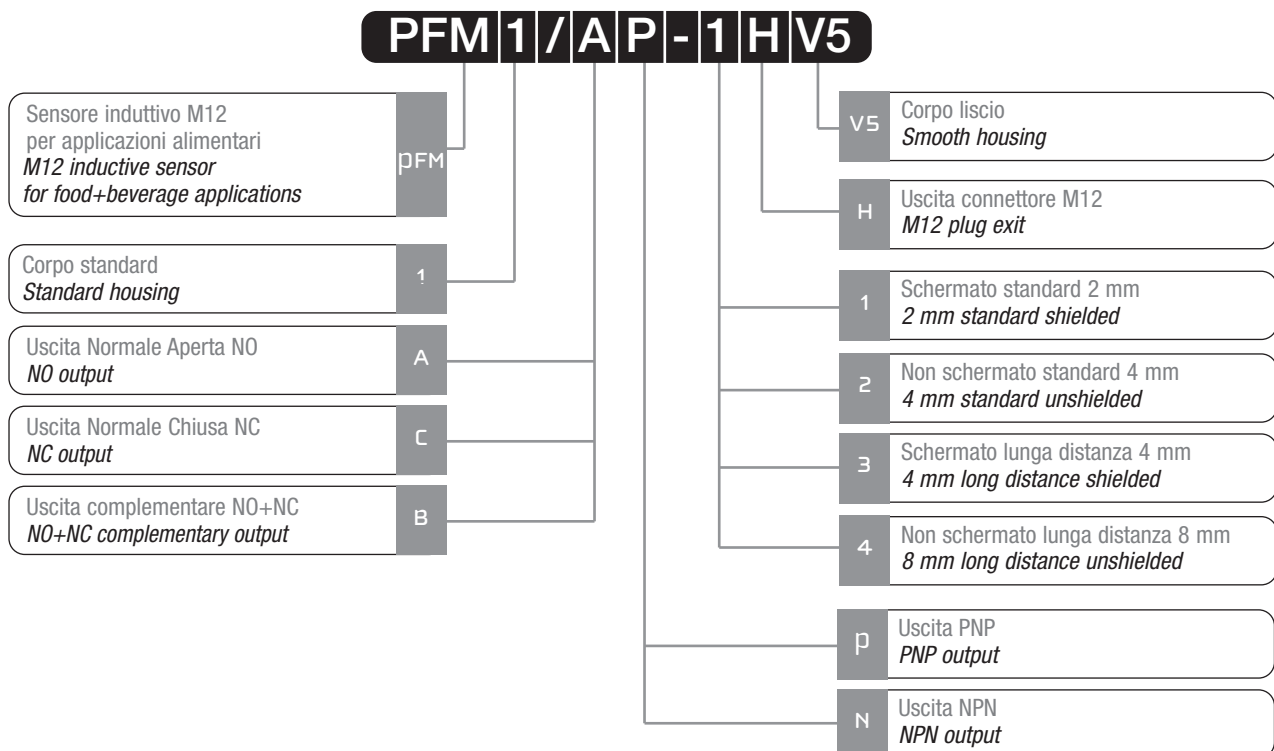 PFM1/AP-1HV5
Sensore induttivo M12
per applicazioni alimentari
M12 inductive sensor
for food+beverage applications
pFM
Corpo standard
Standard housing
1
Uscita Normale Aperta NO
NO output
A
Uscita Normale Chiusa NC
NC output
C
Uscita complementare NO+NC
NO+NC complementary output
B
V5
Corpo liscio
Smooth housing
H
Uscita connettore M12
M12 plug exit
1
Schermato standard 2 mm
2 mm standard shielded
2
Non schermato standard 4 mm
4 mm standard unshielded
3
Schermato lunga distanza 4 mm
4 mm long distance shielded
4
Non schermato lunga distanza 8 mm
8 mm long distance unshielded
p
Uscita PNP
PNP output
N
Uscita NPN
NPN output